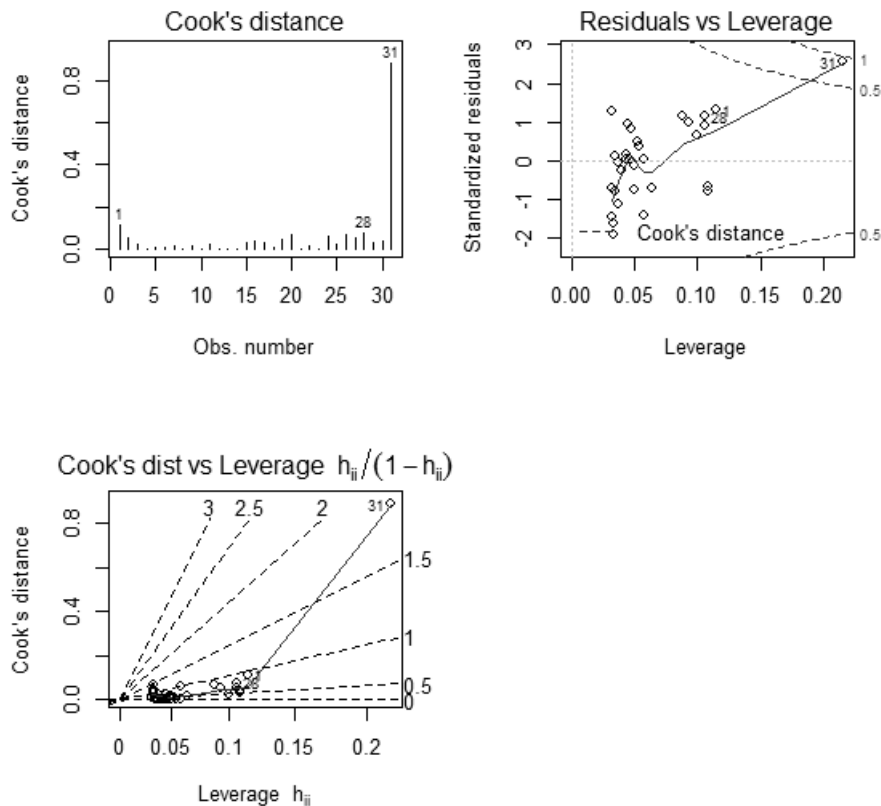 Cook's distance
31
0.8
Cook's distance
0.4
1
28
0.0
0 5 10 15 20 25 30
Obs. number
Residuals vs Leverage
3
31
1
0.5
2
1
28
1
0
-1
-2
Cook's distance
0.5
Standardized residuals
0.00 0.05 0.10 0.15 0.20
Leverage
Cook's dist vs Leverage hii/(1−hii)
3 2.5 2
31
0.8
1.5
Cook's distance
0.4
1
0.5
0.0
0
0 0.05 0.1 0.15 0.2
Leverage hii